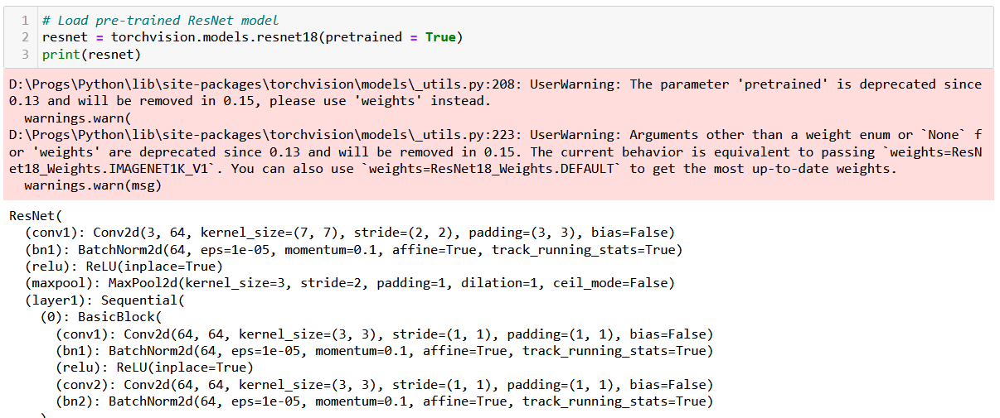 1 # Load pre-trained ResNet model
2 resnet = torchvision.models.resnet18(pretrained = True)
3 print(resnet)
D:\Progs\Python\lib\site-packages\torchvision\models\_utils.py:208: UserWarning: The parameter 'pretrained' is deprecated since
0.13 and will be removed in 0.15, please use 'weights' instead.
  warnings.warn(
D:\Progs\Python\lib\site-packages\torchvision\models\_utils.py:223: UserWarning: Arguments other than a weight enum or `None` f
or 'weights' are deprecated since 0.13 and will be removed in 0.15. The current behavior is equivalent to passing `weights=ResN
et18_Weights.IMAGENET1K_V1`. You can also use `weights=ResNet18_Weights.DEFAULT` to get the most up-to-date weights.
  warnings.warn(msg)
ResNet(
  (conv1): Conv2d(3, 64, kernel_size=(7, 7), stride=(2, 2), padding=(3, 3), bias=False)
  (bn1): BatchNorm2d(64, eps=1e-05, momentum=0.1, affine=True, track_running_stats=True)
  (relu): ReLU(inplace=True)
  (maxpool): MaxPool2d(kernel_size=3, stride=2, padding=1, dilation=1, ceil_mode=False)
  (layer1): Sequential(
    (0): BasicBlock(
      (conv1): Conv2d(64, 64, kernel_size=(3, 3), stride=(1, 1), padding=(1, 1), bias=False)
      (bn1): BatchNorm2d(64, eps=1e-05, momentum=0.1, affine=True, track_running_stats=True)
      (relu): ReLU(inplace=True)
      (conv2): Conv2d(64, 64, kernel_size=(3, 3), stride=(1, 1), padding=(1, 1), bias=False)
      (bn2): BatchNorm2d(64, eps=1e-05, momentum=0.1, affine=True, track_running_stats=True)
    )